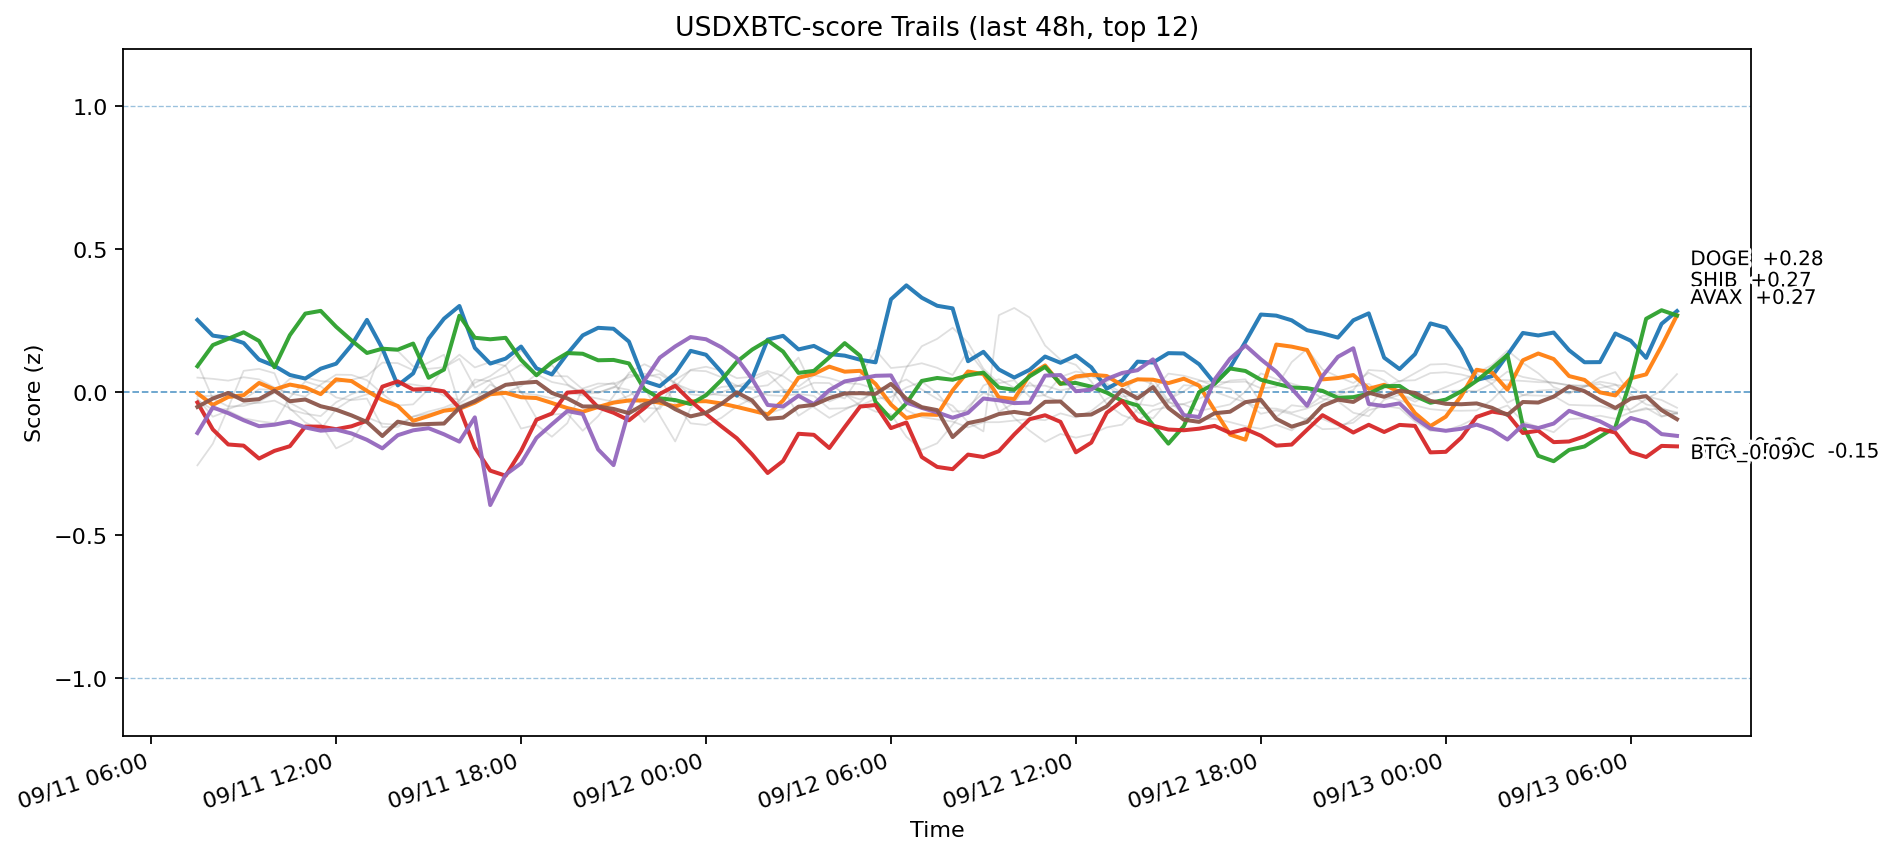 USDXBTC-score Trails (last 48h, top 12)
Score (z)
1.0
0.5
0.0
−0.5
−1.0
DOGE +0.28
SHIB +0.27
AVAX +0.27
BTC -0.09
-0.15
09/11 06:00
09/11 12:00
09/11 18:00
09/12 00:00
09/12 06:00
09/12 12:00
09/12 18:00
09/13 00:00
09/13 06:00
Time